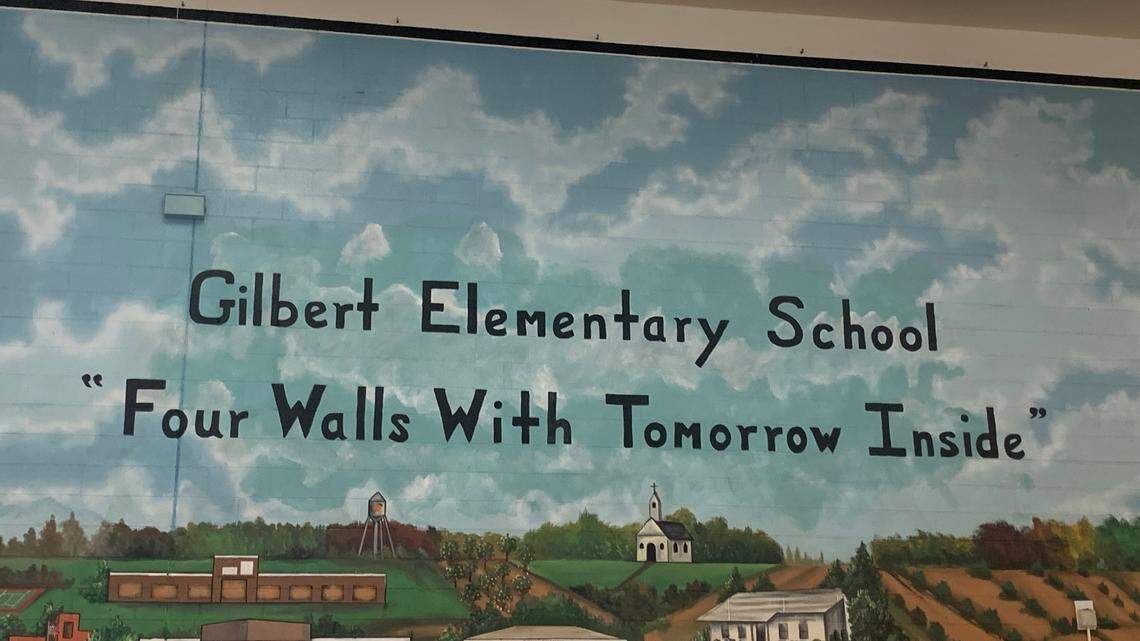 Gilbert Elementary School
“Four Walls With Tomorrow Inside”